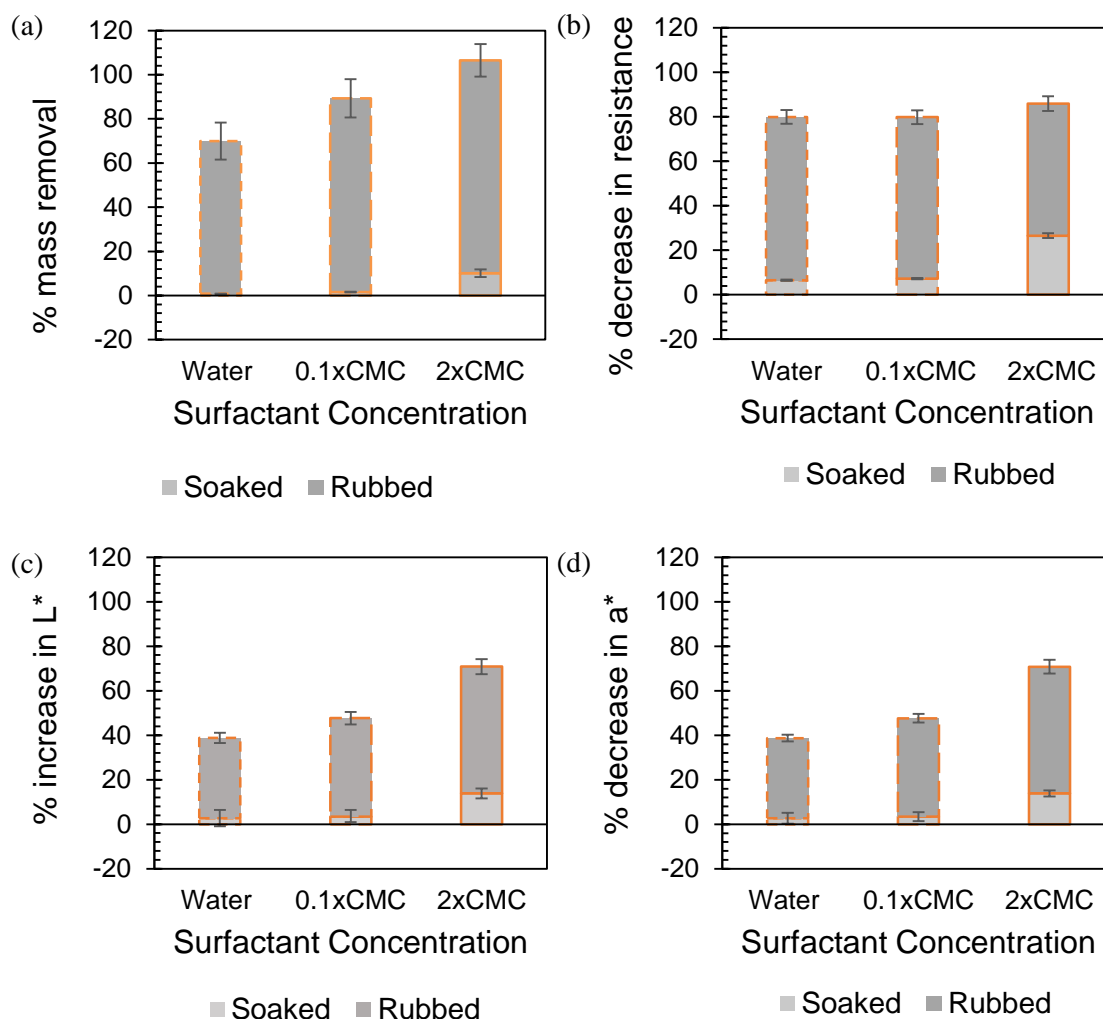 (a)
% mass removal
120
100
80
60
40
20
0
-20
Water 0.1xCMC 2xCMC
Surfactant Concentration
Soaked Rubbed
(b)
% decrease in resistance
120
100
80
60
40
20
0
-20
Water 0.1xCMC 2xCMC
Surfactant Concentration
Soaked Rubbed
(c)
% increase in L*
120
100
80
60
40
20
0
-20
Water 0.1xCMC 2xCMC
Surfactant Concentration
Soaked Rubbed
(d)
% decrease in a*
120
100
80
60
40
20
0
-20
Water 0.1xCMC 2xCMC
Surfactant Concentration
Soaked Rubbed